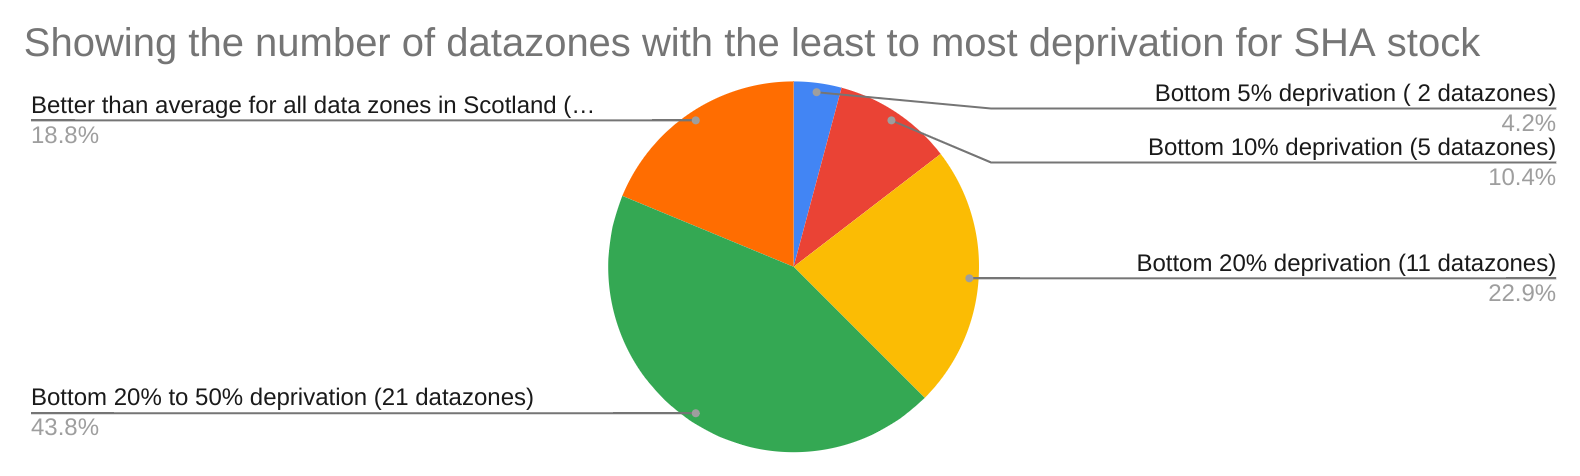 Showing the number of datazones with the least to most deprivation for SHA stock
Better than average for all data zones in Scotland (…
18.8%
Bottom 5% deprivation ( 2 datazones)
4.2%
Bottom 10% deprivation (5 datazones)
10.4%
Bottom 20% deprivation (11 datazones)
22.9%
Bottom 20% to 50% deprivation (21 datazones)
43.8%